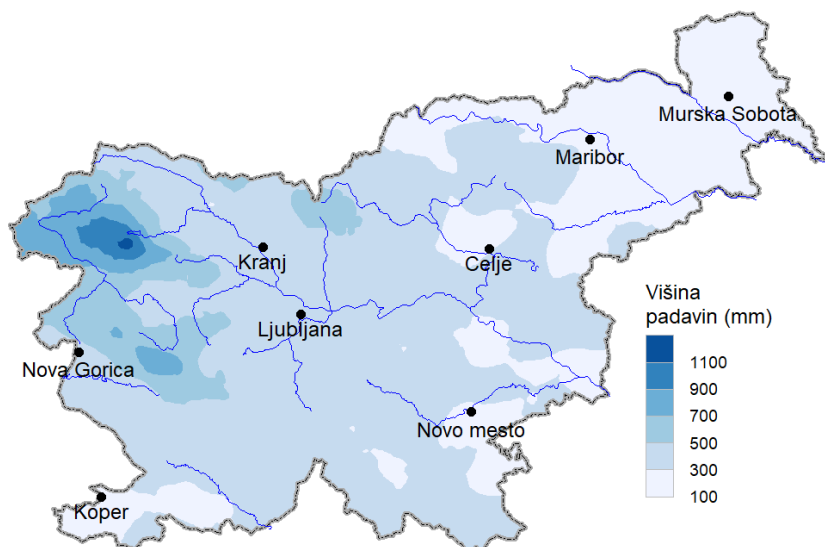 Murska Sobota
Maribor
Kranj
Celje
Višina
padavin (mm)
Ljubljana
1100
Nova Gorica
900
700
500
Novo mesto
300
100
Koper